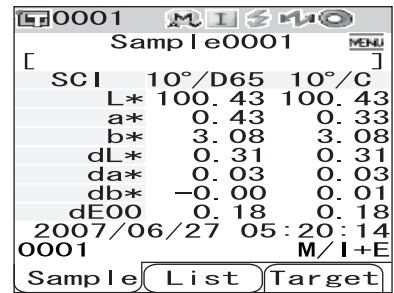 0001 M I
Sample0001 MENU
[ ]
SCI 10°/D65 10°/C
L* 100.43 100.43
a* 0.43 0.33
b* 3.08 3.08
dL* 0.31 0.31
da* 0.03 0.03
db* −0.00 0.01
dE00 0.18 0.18
2007/06/27 05:20:14
0001 M/I+E
Sample List Target